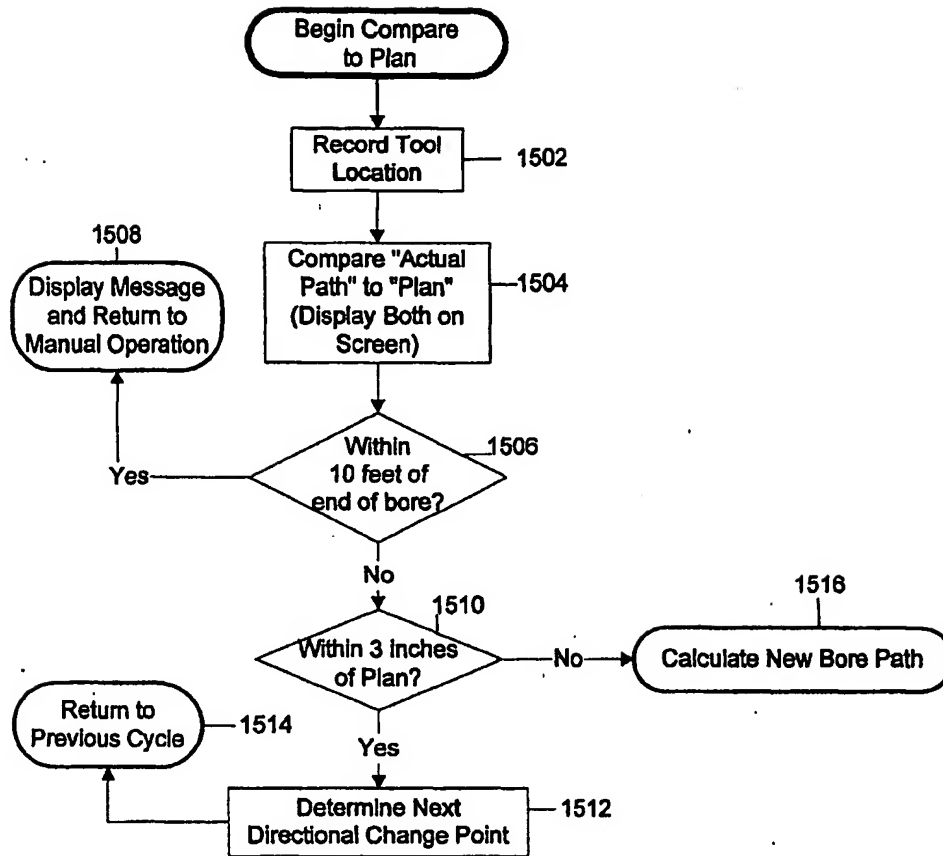 Begin Compare
to Plan
Record Tool
Location
1502
1508
Display Message
and Return to
Manual Operation
Compare "Actual
Path" to "Plan"
(Display Both on
Screen)
1504
Within
10 feet of
end of bore?
1506
Yes
No
1510
Within 3 inches
of Plan?
No
1516
Calculate New Bore Path
Return to
Previous Cycle
1514
Yes
Determine Next
Directional Change Point
1512